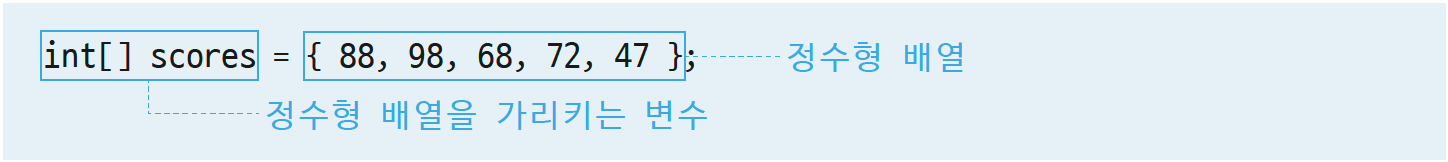 int[] scores = { 88, 98, 68, 72, 47 }; 정수형 배열
정수형 배열을 가리키는 변수